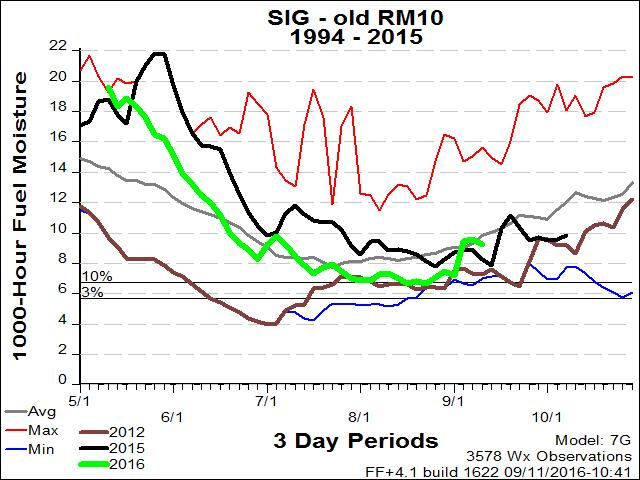 SIG - old RM10
1994 - 2015
1000-Hour Fuel Moisture
22
20
18
16
14
12
10
8
6
4
2
0
10%
3%
5/1
6/1
7/1
8/1
9/1
10/1
3 Day Periods
Avg
Max
Min
2012
2015
2016
Model: 7G
3578 Wx Observations
FF+4.1 build 1622 09/11/2016-10:41